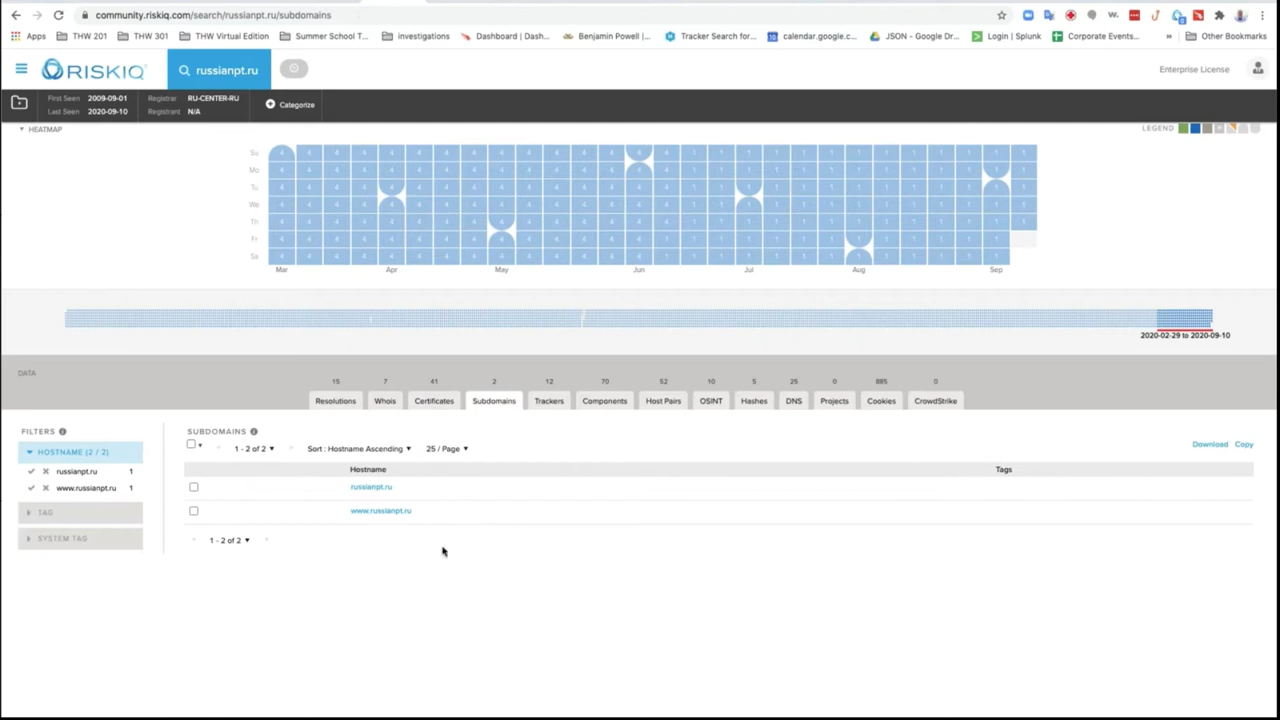 community.riskiq.com/search/russianpt.ru/subdomains
Apps THW 201 THW 301 THW Virtual Edition Summer School T... investigations Dashboard | Dash... Benjamin Powell |... Tracker Search for... calendar.google.c... JSON - Google Dr... Login | Splunk Corporate Events... » Other Bookmarks
RISKIQ russianpt.ru Enterprise License
First Seen 2009-09-01 Registrar RU-CENTER-RU Categorize
Last Seen 2020-09-10 Registrant N/A
HEATMAP LEGEND
Su
Mo
Tu
We
Th
Fr
Sa
Mar Apr May Jun Jul Aug Sep
2020-02-29 to 2020-09-10
DATA
15 7 41 2 12 70 52 10 5 25 0 885 0
Resolutions Whois Certificates Subdomains Trackers Components Host Pairs OSINT Hashes DNS Projects Cookies CrowdStrike
FILTERS
HOSTNAME (2 / 2)
russianpt.ru 1
www.russianpt.ru 1
TAG
SYSTEM TAG
SUBDOMAINS
1 - 2 of 2 Sort : Hostname Ascending 25 / Page Download Copy
Hostname Tags
russianpt.ru
www.russianpt.ru
1 - 2 of 2